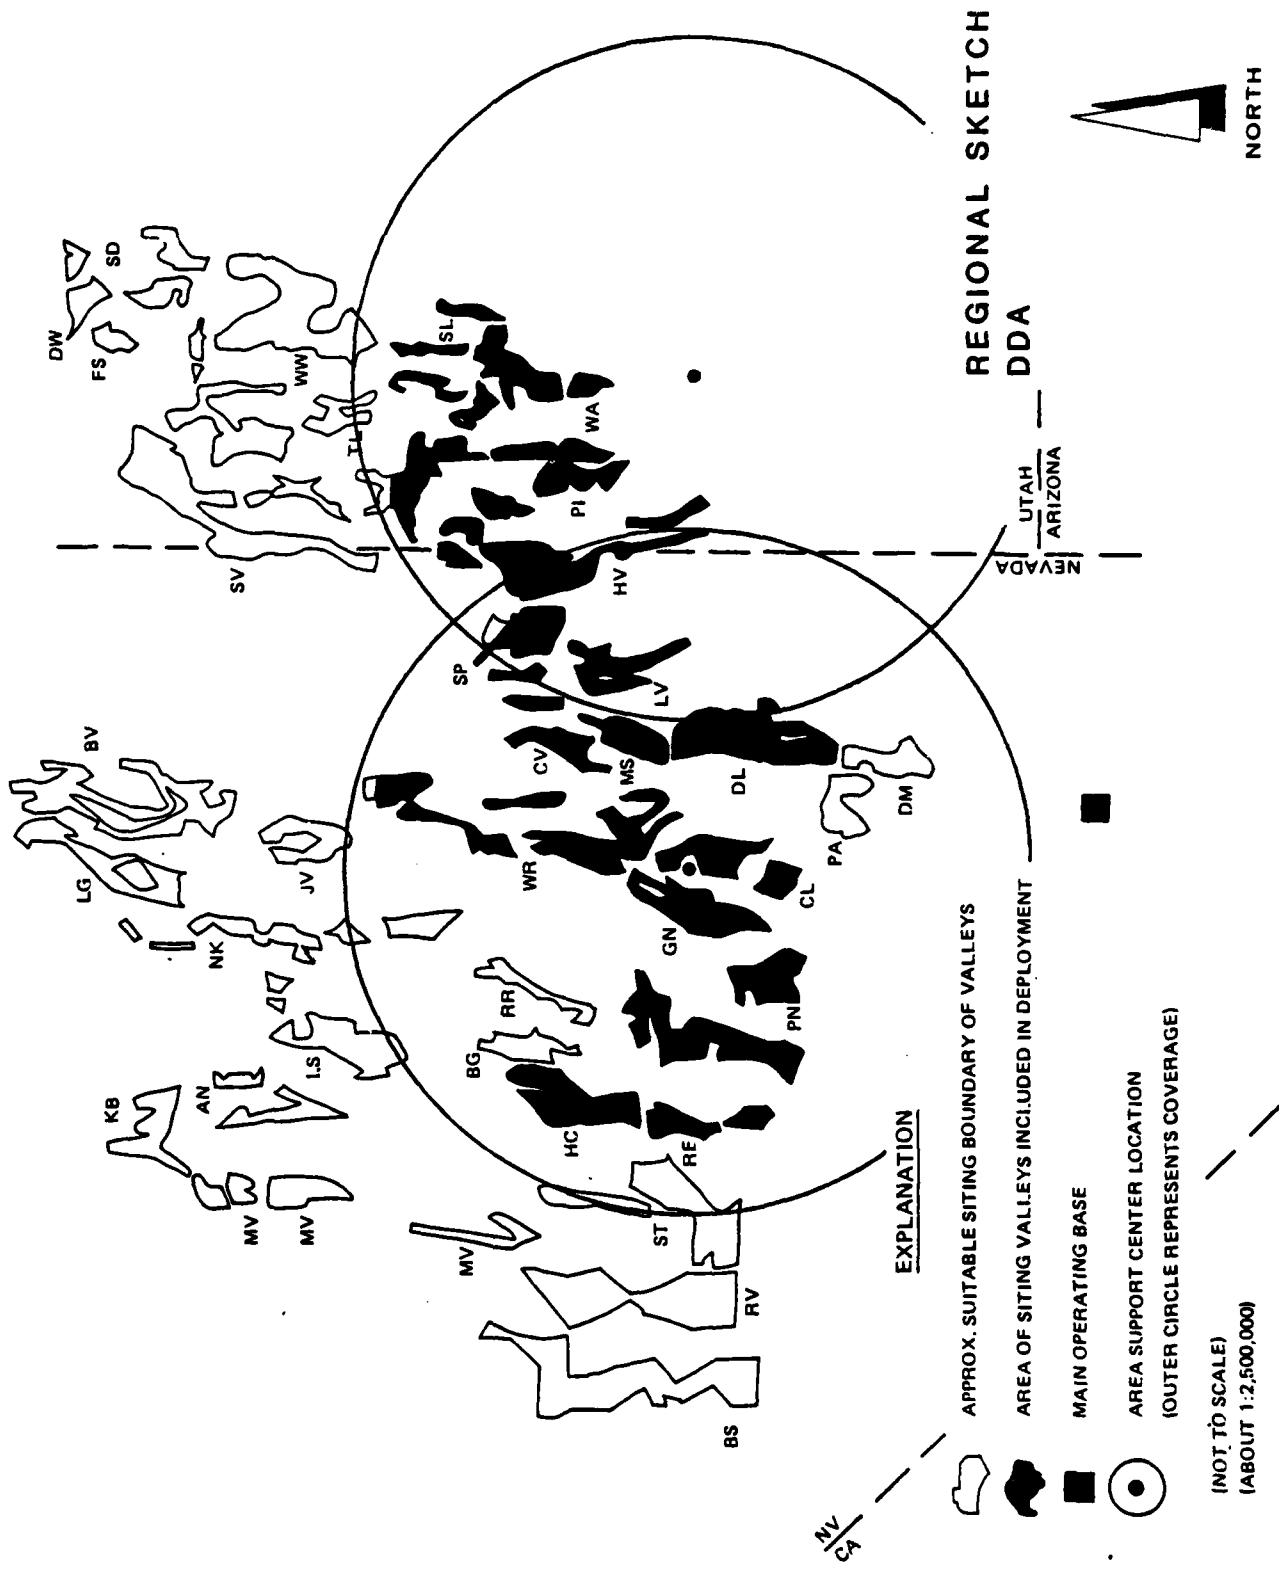 REGIONAL SKETCH
DDA
NORTH
DW
SD
FS
WW
TL
SV
SL
WA
PI
HV
SP
LV
BV
LG
JV
NK
CV
MS
DL
DM
PA
WR
CL
GN
PN
RR
BG
I.S
AN
KB
MV
MV
MV
HC
RE
ST
RV
BS
UTAH
ARIZONA
NEVADA
NV
CA
EXPLANATION
APPROX. SUITABLE SITING BOUNDARY OF VALLEYS
AREA OF SITING VALLEYS INCLUDED IN DEPLOYMENT
MAIN OPERATING BASE
AREA SUPPORT CENTER LOCATION
(OUTER CIRCLE REPRESENTS COVERAGE)
(NOT TO SCALE)
(ABOUT 1:2,500,000)